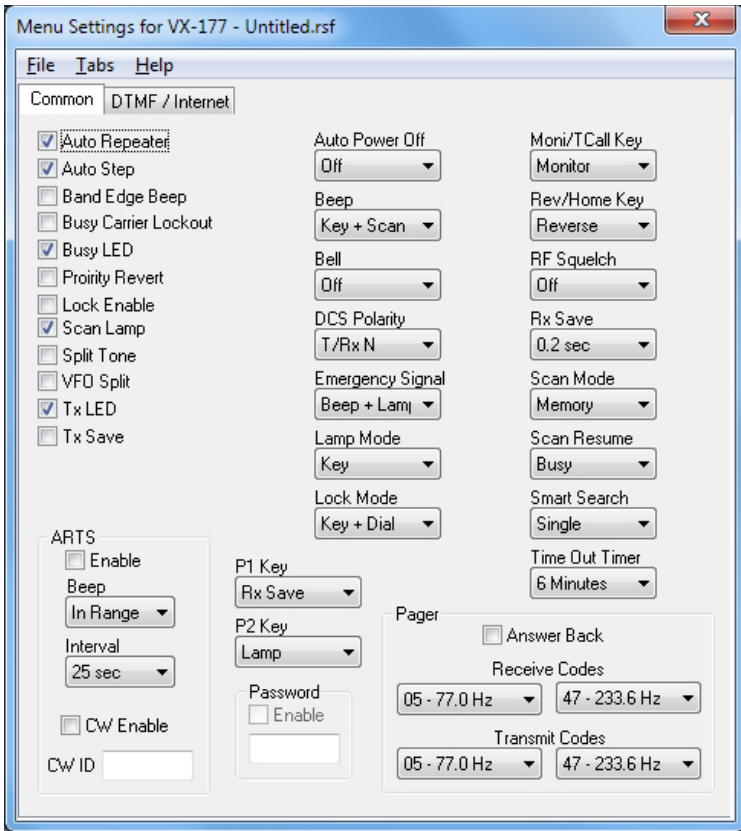 Menu Settings for VX-177 - Untitled.rsf
File Tabs Help
Common DTMF / Internet
Auto Repeater
Auto Step
Band Edge Beep
Busy Carrier Lockout
Busy LED
Proirity Revert
Lock Enable
Scan Lamp
Split Tone
VFO Split
Tx LED
Tx Save
Auto Power Off
Off
Beep
Key + Scan
Bell
Off
DCS Polarity
T/Rx N
Emergency Signal
Beep + Lam
Lamp Mode
Key
Lock Mode
Key + Dial
Moni/TCall Key
Monitor
Rev/Home Key
Reverse
RF Squelch
Off
Rx Save
0.2 sec
Scan Mode
Memory
Scan Resume
Busy
Smart Search
Single
Time Out Timer
6 Minutes
ARTS
Enable
Beep
In Range
Interval
25 sec
CW Enable
CW ID
P1 Key
Rx Save
P2 Key
Lamp
Password
Enable
Pager
Answer Back
Receive Codes
05 - 77.0 Hz 47 - 233.6 Hz
Transmit Codes
05 - 77.0 Hz 47 - 233.6 Hz